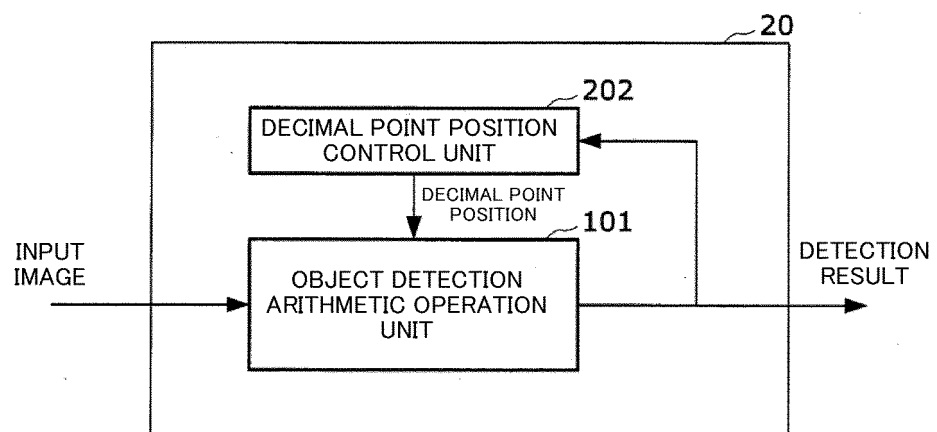 20
202
DECIMAL POINT POSITION
CONTROL UNIT
DECIMAL POINT
POSITION
101
INPUT
IMAGE
OBJECT DETECTION
ARITHMETIC OPERATION
UNIT
DETECTION
RESULT